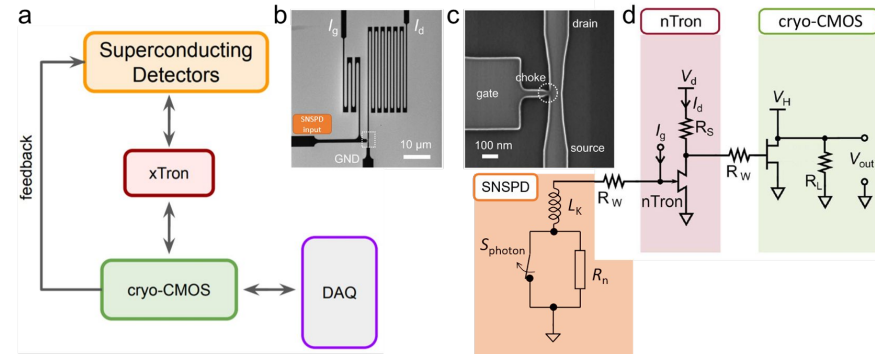 a
Superconducting
Detectors
feedback
xTron
cryo-CMOS
DAQ
b
Ig
Id
SNSPD
input
GND
10 μm
c
drain
choke
gate
100 nm
source
d
nTron
cryo-CMOS
Vd
Id
RS
Ig
RW
nTron
RW
VH
RL
Vout
SNSPD
LK
Sphoton
Rn